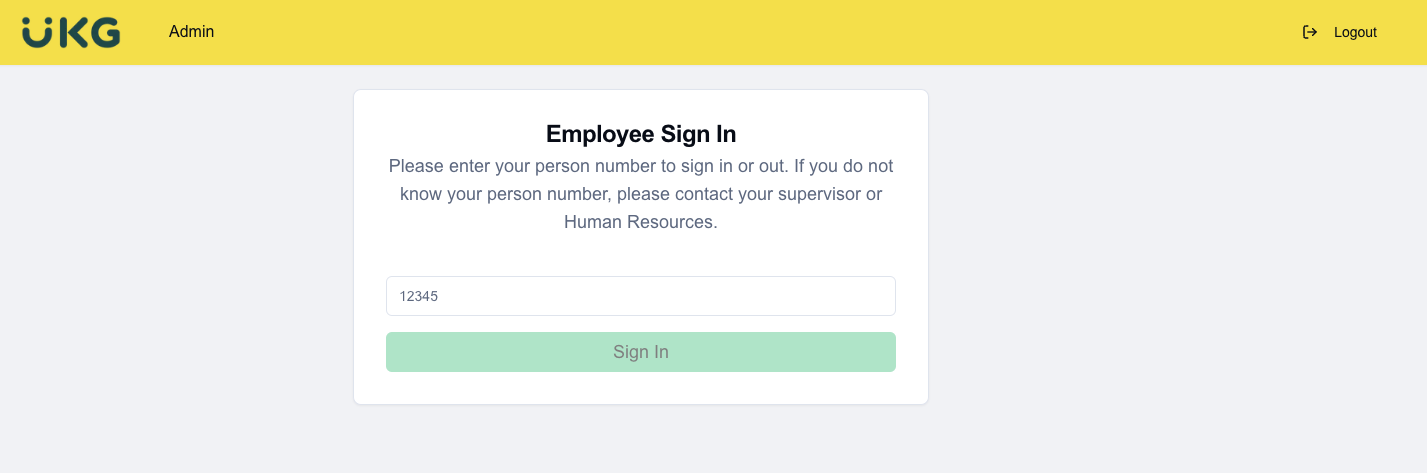 UKG
Admin
Logout
Employee Sign In
Please enter your person number to sign in or out. If you do not
know your person number, please contact your supervisor or
Human Resources.
12345
Sign In